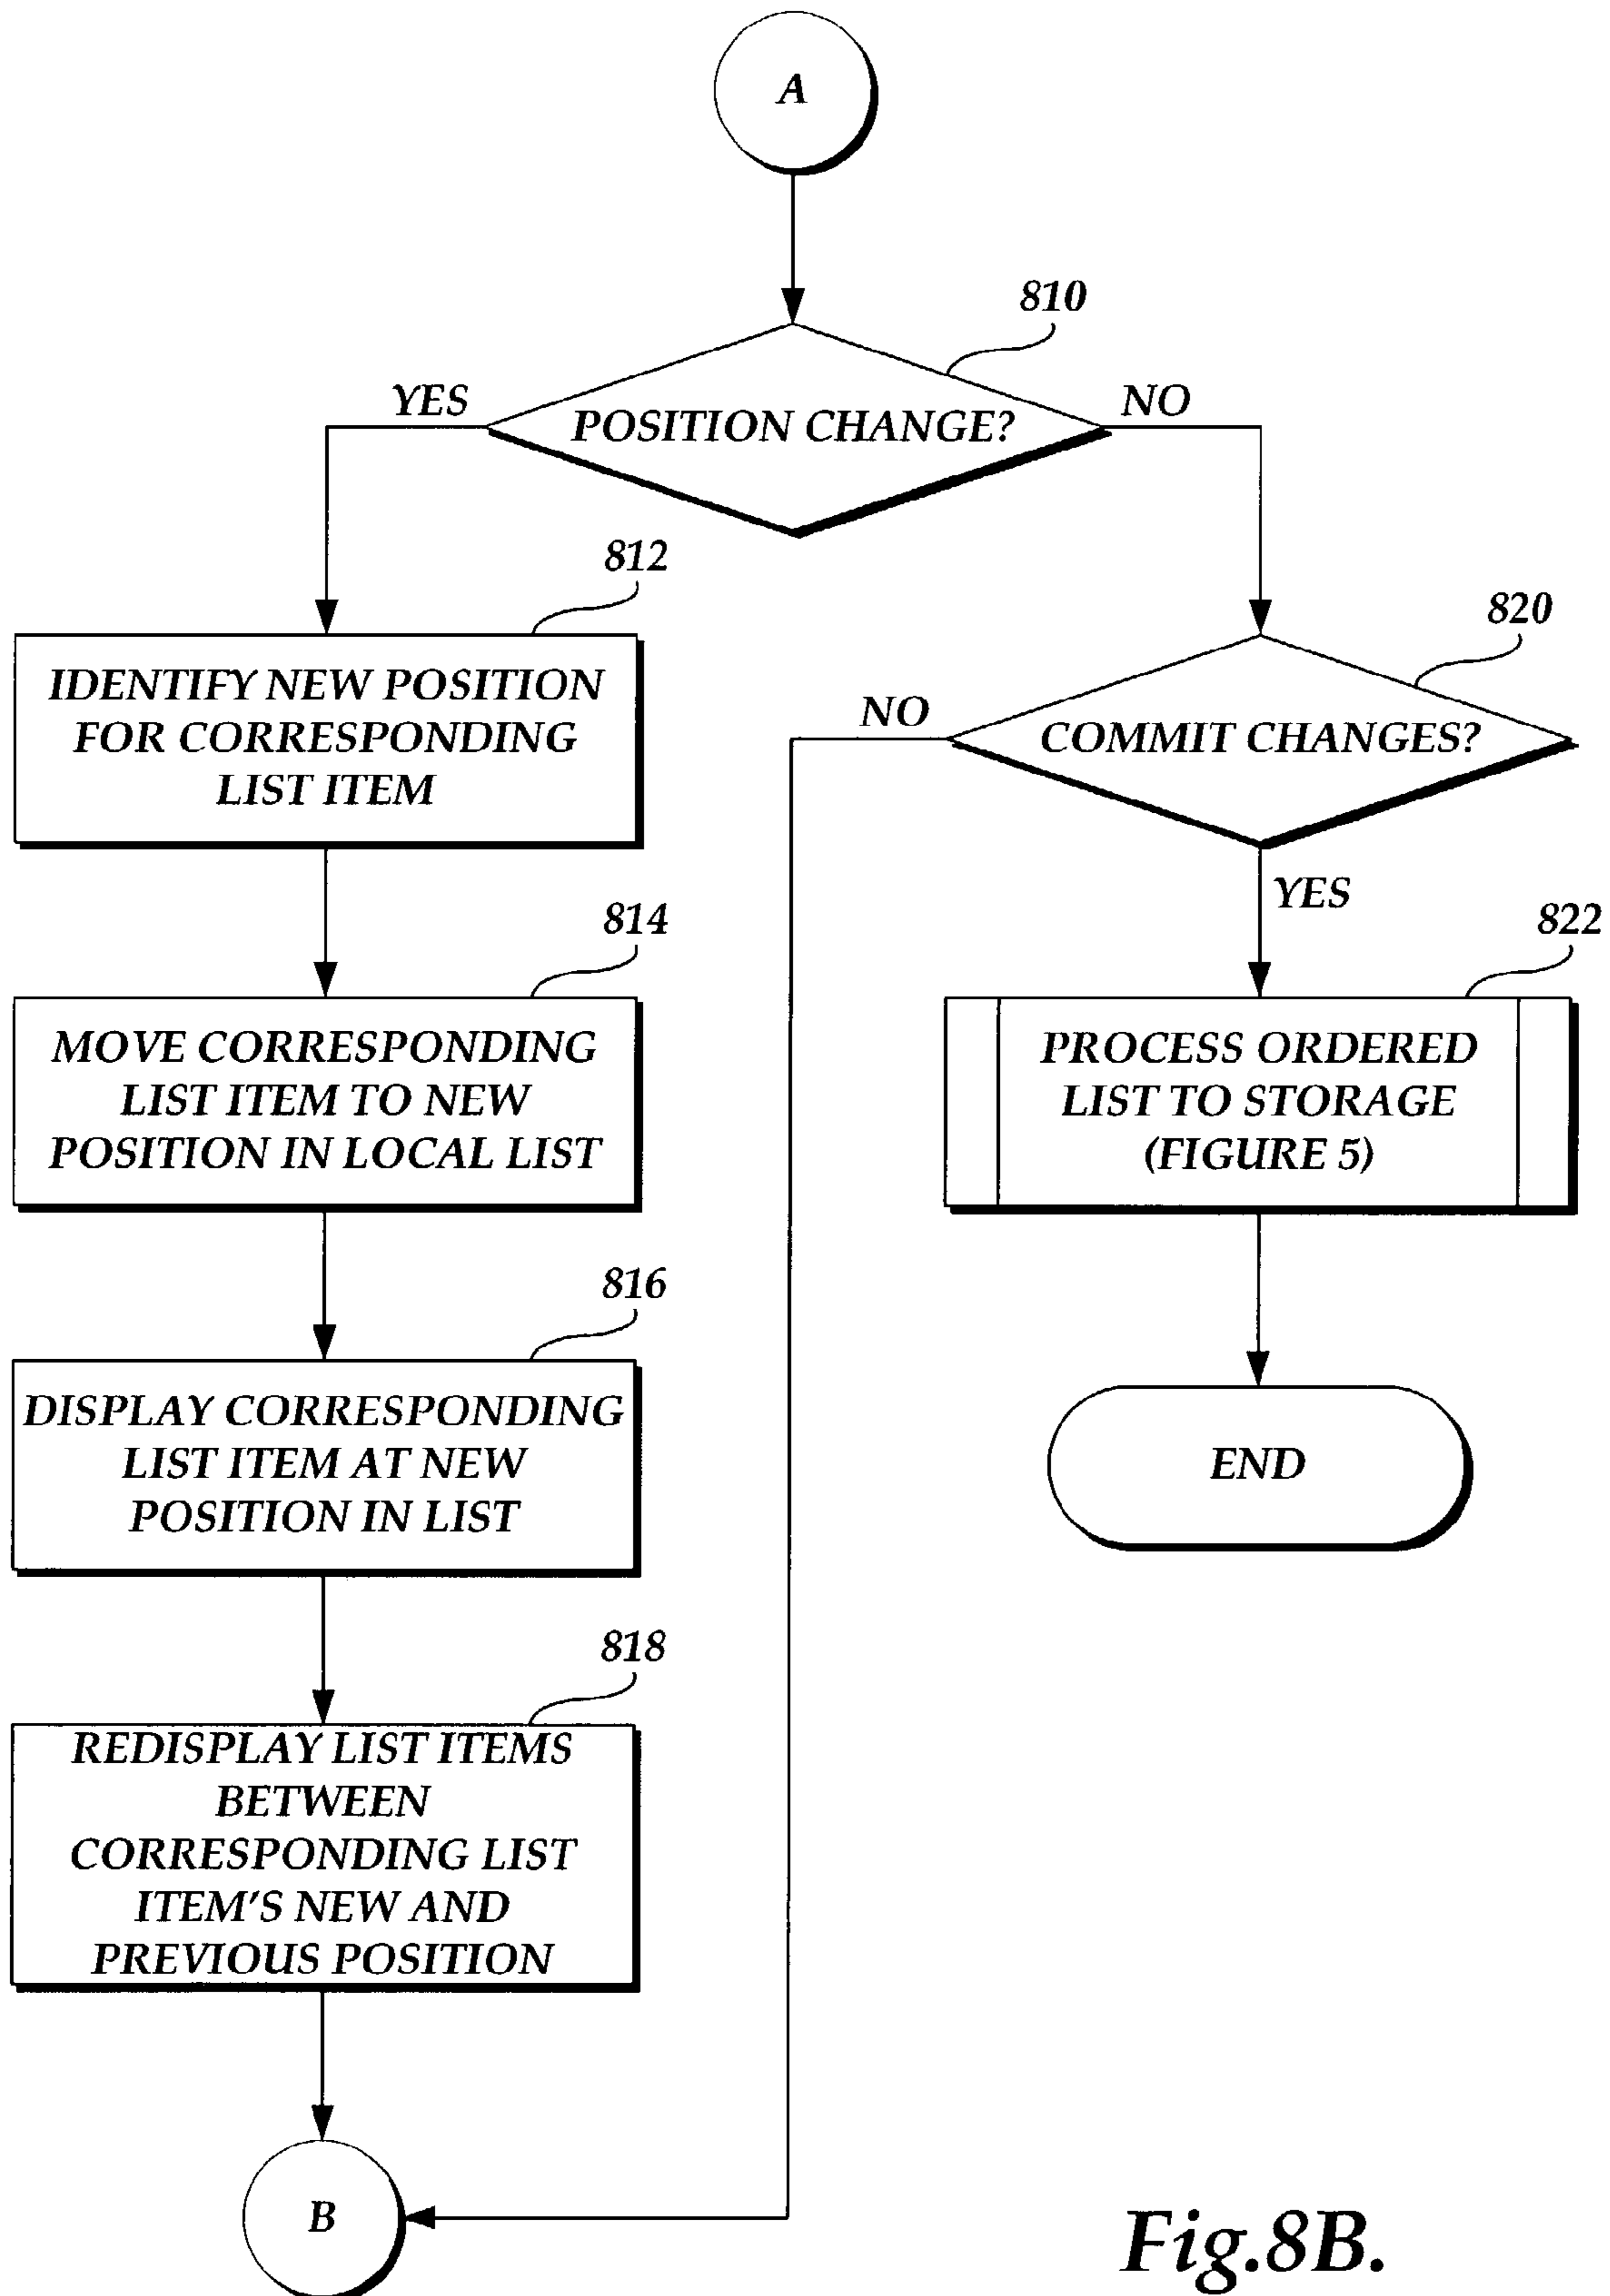 A
810
YES
NO
POSITION CHANGE?
812
820
IDENTIFY NEW POSITION
FOR CORRESPONDING
LIST ITEM
NO
COMMIT CHANGES?
YES
814
822
MOVE CORRESPONDING
LIST ITEM TO NEW
POSITION IN LOCAL LIST
PROCESS ORDERED
LIST TO STORAGE
(FIGURE 5)
816
DISPLAY CORRESPONDING
LIST ITEM AT NEW
POSITION IN LIST
END
818
REDISPLAY LIST ITEMS
BETWEEN
CORRESPONDING LIST
ITEM'S NEW AND
PREVIOUS POSITION
B
Fig.8B.